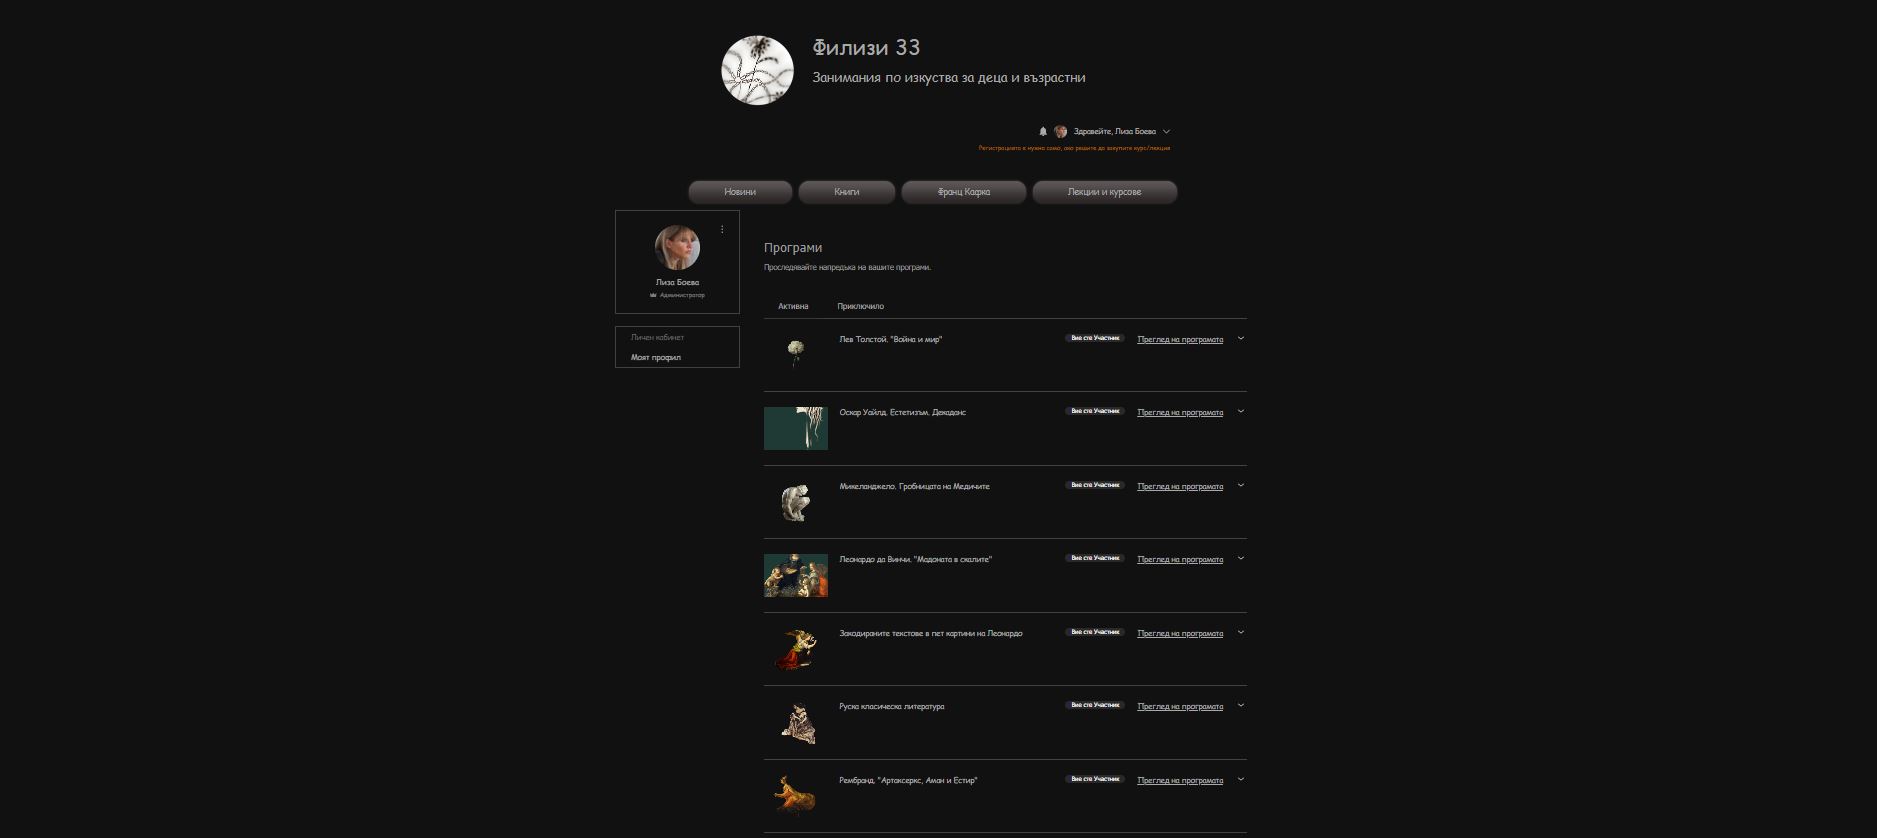 Филизи 33
Занимания по изкуства за деца и възрастни
Здравейте, Лиза Боева
Регистрацията е нужна само, ако решите да закупите курс/лекция
Новини
Книги
Франц Кафка
Лекции и курсове
Лиза Боева
Администратор
Личен кабинет
Моят профил
Програми
Проследявайте напредъка на вашите програми.
Активна
Приключило
Лев Толстой. "Война и мир"
Вие сте Участник
Преглед на програмата
Оскар Уайлд. Естетизъм. Декаданс
Вие сте Участник
Преглед на програмата
Микеланджело. Гробницата на Медичите
Вие сте Участник
Преглед на програмата
Леонардо да Винчи. "Мадоната в скалите"
Вие сте Участник
Преглед на програмата
Закодираните текстове в пет картини на Леонардо
Вие сте Участник
Преглед на програмата
Руска класическа литература
Вие сте Участник
Преглед на програмата
Рембранд. "Артаксеркс, Аман и Естир"
Вие сте Участник
Преглед на програмата